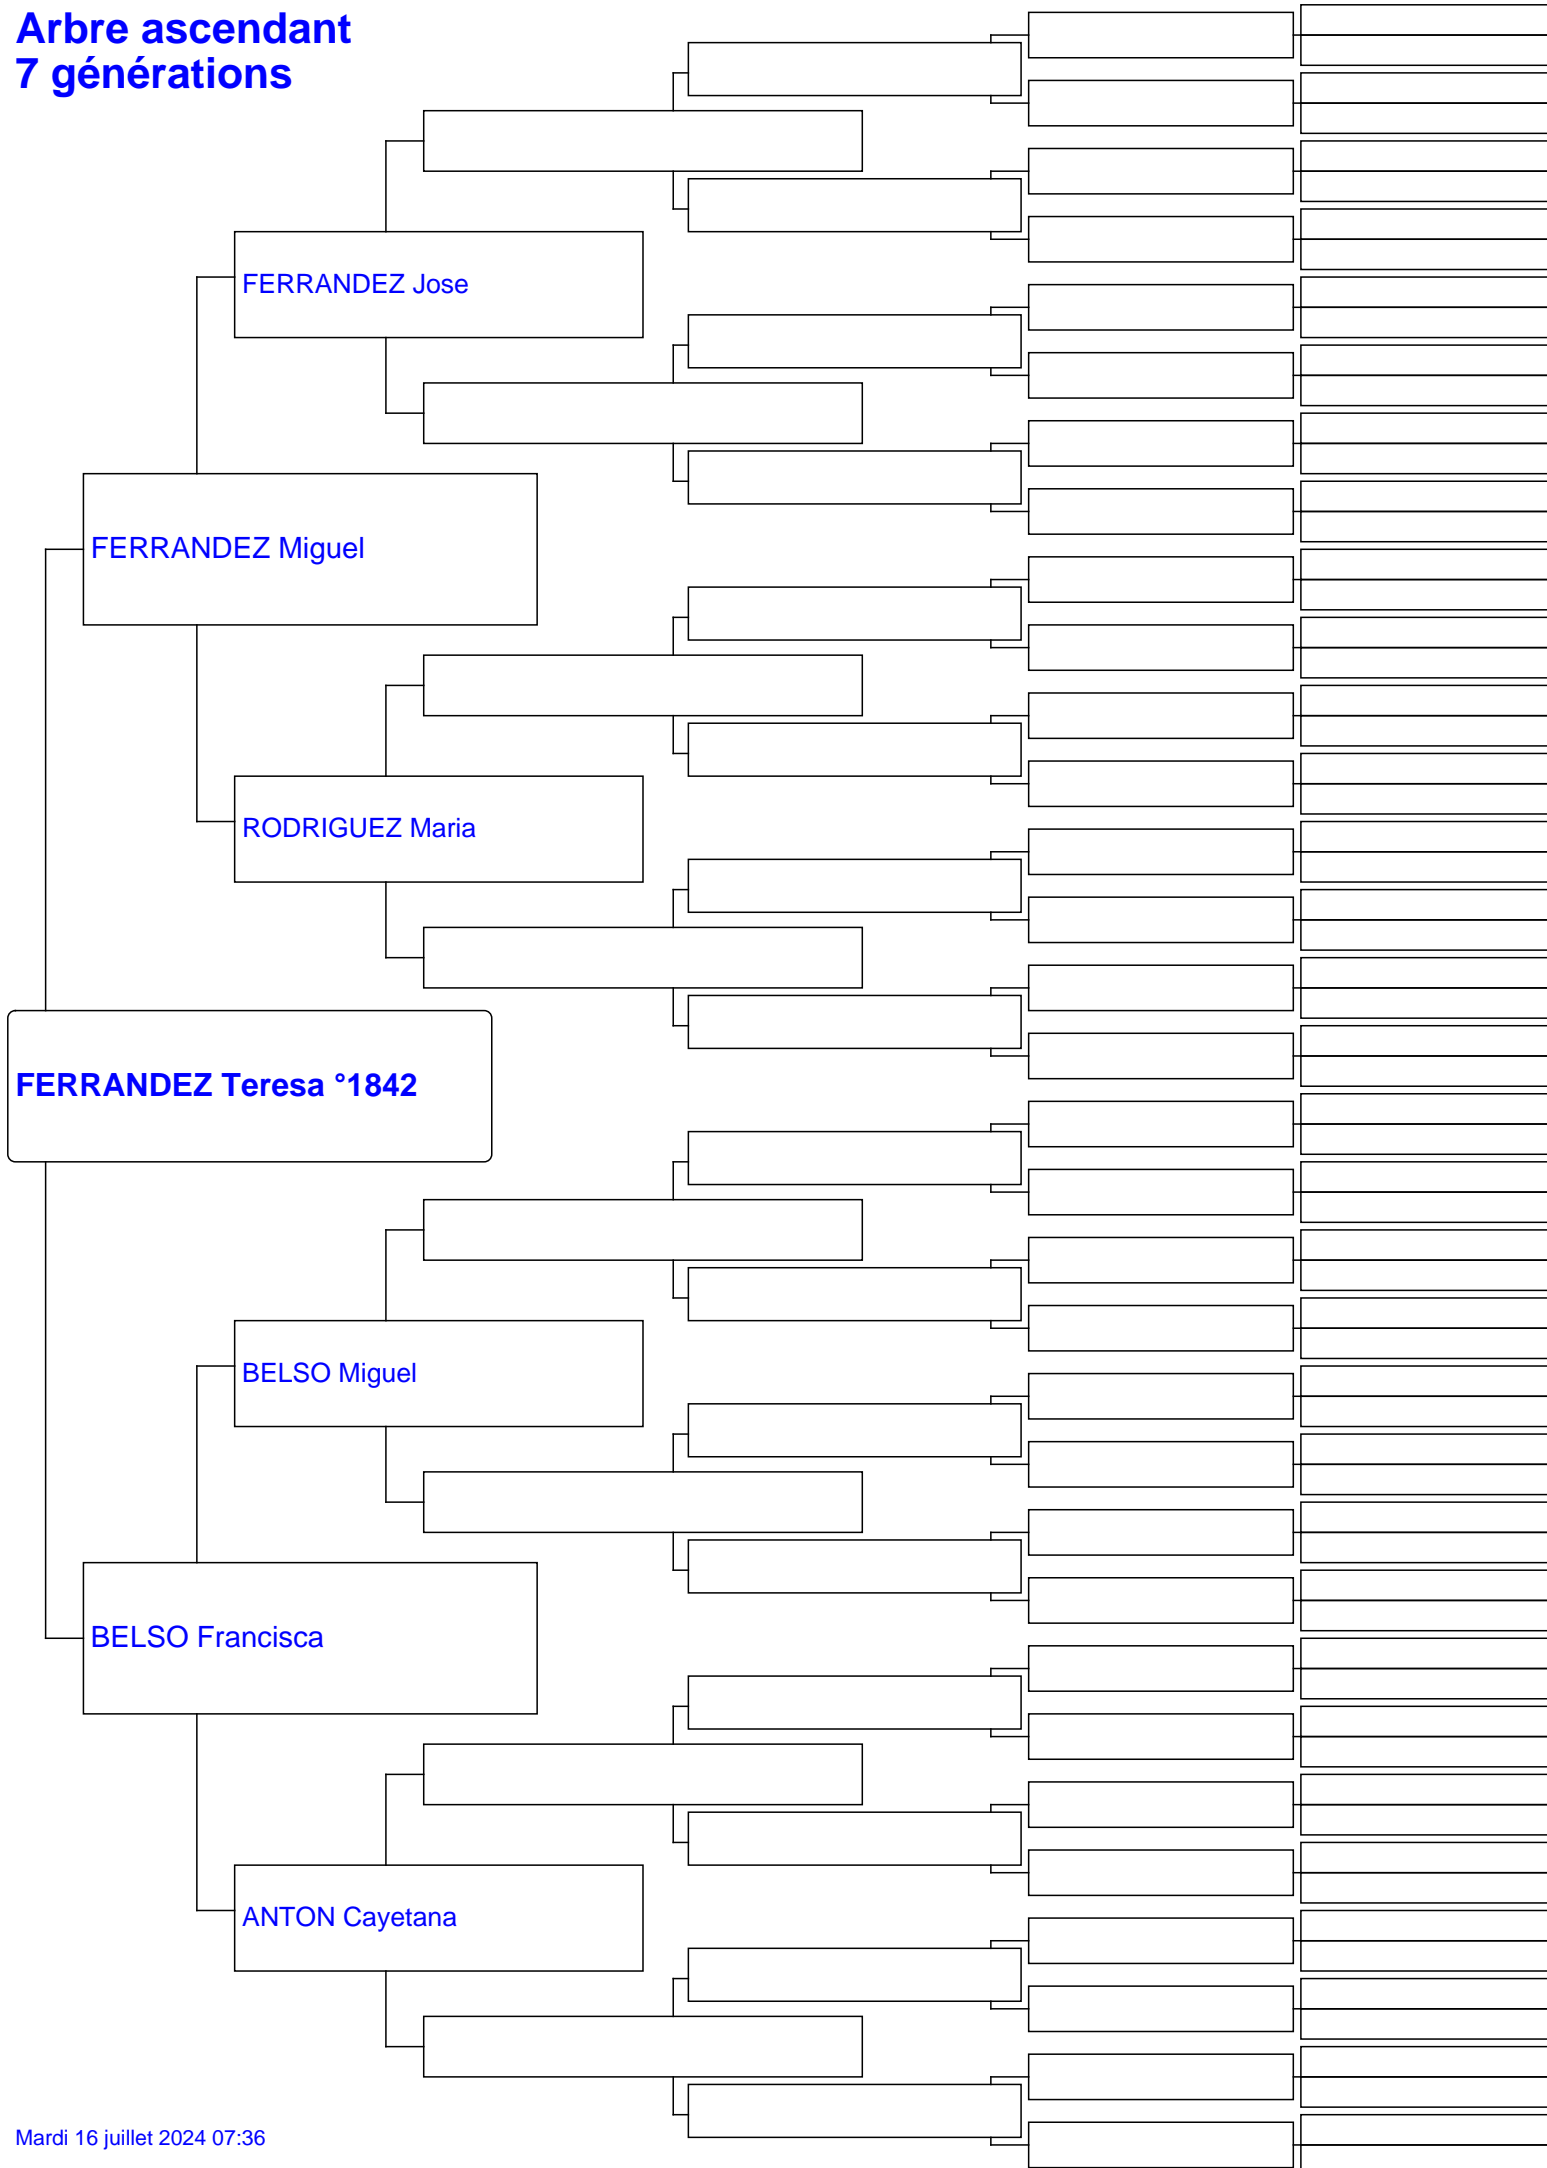 Arbre ascendant
7 générations
FERRANDEZ Jose
FERRANDEZ Miguel
RODRIGUEZ Maria
FERRANDEZ Teresa °1842
BELSO Miguel
BELSO Francisca
ANTON Cayetana
Mardi 16 juillet 2024 07:36